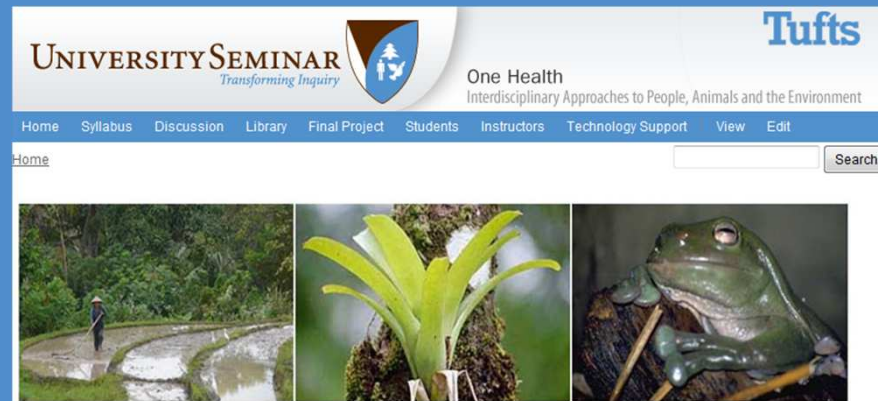 UNIVERSITY SEMINAR
Transforming Inquiry
Tufts
One Health
Interdisciplinary Approaches to People, Animals and the Environment
Home Syllabus Discussion Library Final Project Students Instructors Technology Support View Edit
Home Search